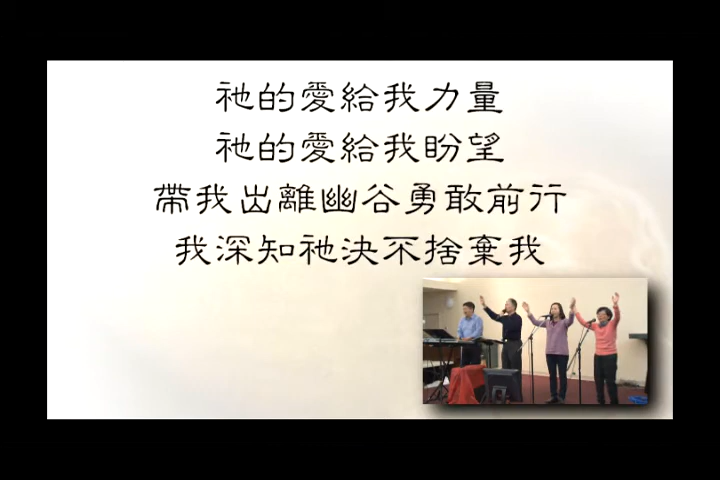 祂的愛給我力量
祂的愛給我盼望
帶我出離幽谷勇敢前行
我深知祂決不捨棄我